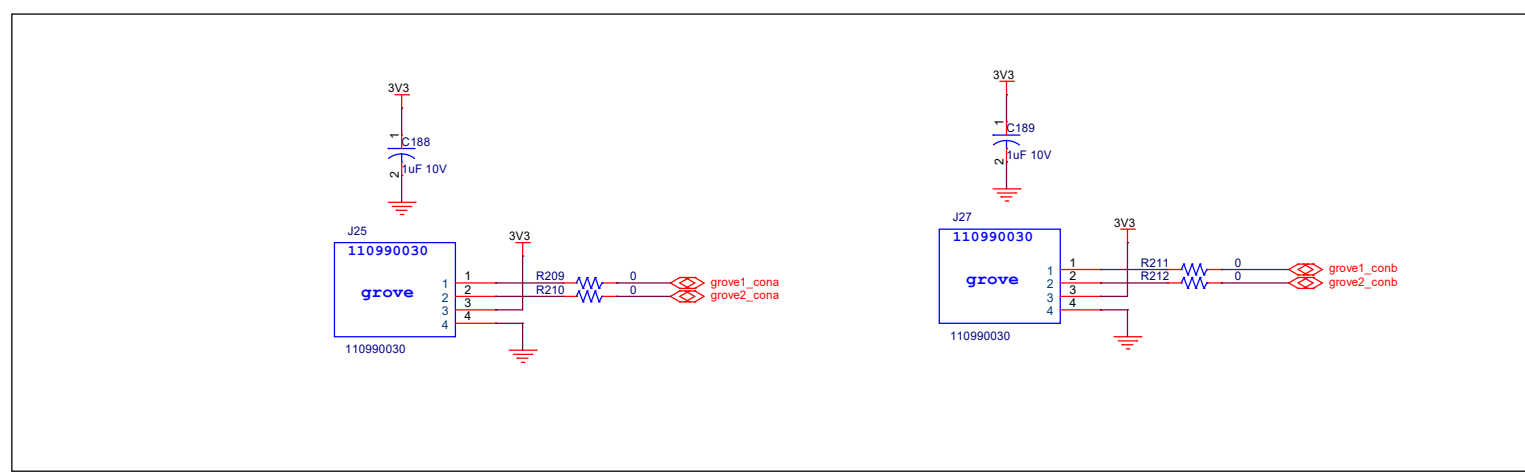 3V3
1
C188
2
1uF 10V
J25
110990030
grove
1
2
3
4
1
2
3
4
3V3
R209
0
R210
0
grove1_cona
grove2_cona
110990030
3V3
1
C189
2
1uF 10V
J27
110990030
grove
1
2
3
4
1
2
3
4
3V3
R211
0
R212
0
grove1_conb
grove2_conb
110990030